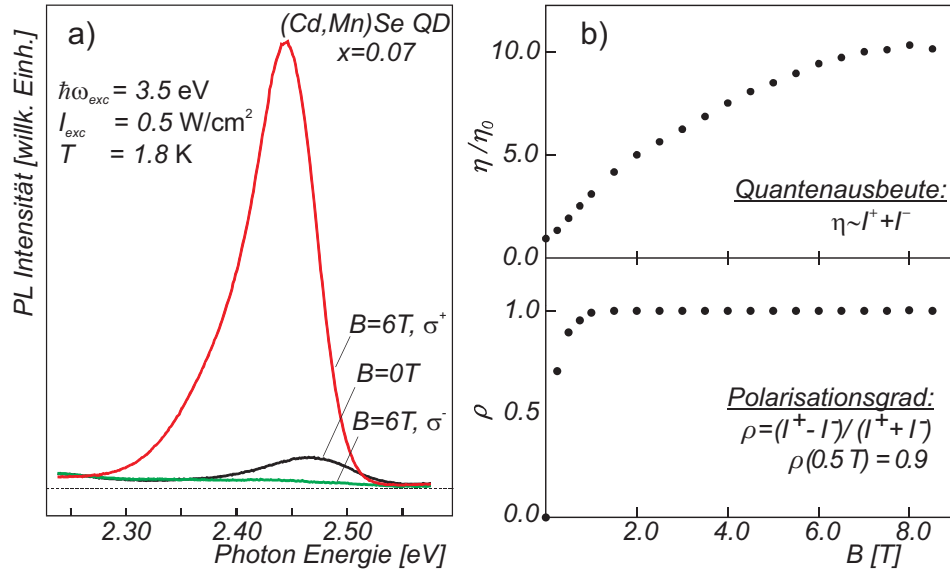 a)
(Cd,Mn)Se QD
x=0.07
ħω_exc = 3.5 eV
I_exc = 0.5 W/cm²
T = 1.8 K
PL Intensität [willk. Einh.]
B=6T, σ⁺
B=0T
B=6T, σ⁻
2.30 2.40 2.50
Photon Energie [eV]
b)
10.0
5.0
0.0
η/η₀
Quantenausbeute:
η~I⁺+I⁻
1.0
0.5
0.0
ρ
Polarisationsgrad:
ρ=(I⁺-I⁻)/(I⁺+I⁻)
ρ(0.5 T) = 0.9
2.0 4.0 6.0 8.0
B [T]